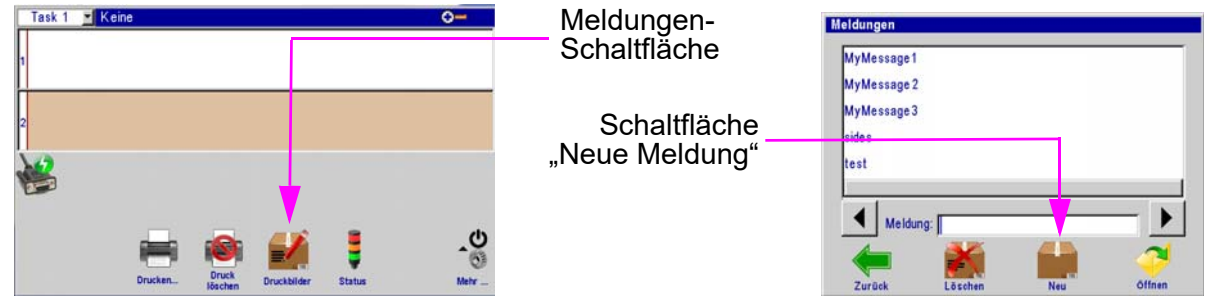 Task 1 Keine
1
2
Drucken...
Druck
löschen
Druckbilder
Status
Mehr ...
Meldungen-
Schaltfläche
Schaltfläche
„Neue Meldung“
Meldungen
MyMessage1
MyMessage2
MyMessage3
sides
test
Meldung:
Zurück
Löschen
Neu
Öffnen